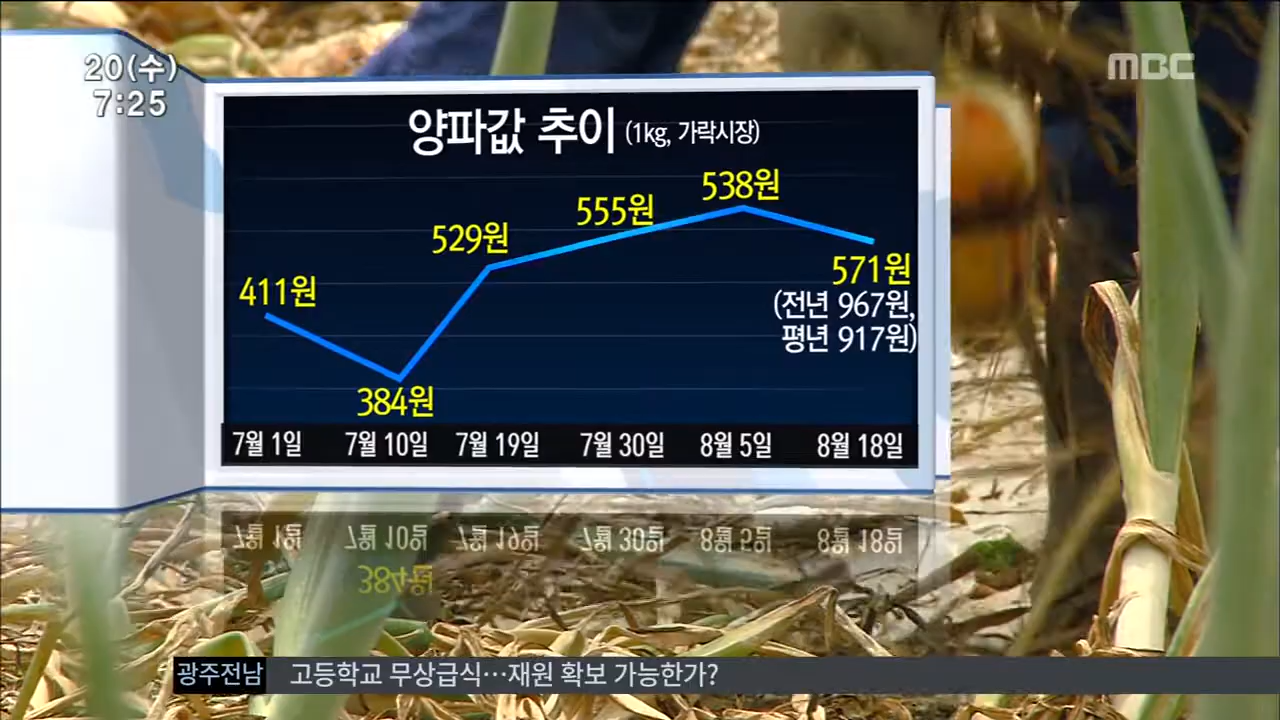 20(수)
7:25
MBC
양파값 추이 (1kg, 가락시장)
411원
384원
529원
555원
538원
571원
(전년 967원,
평년 917원)
7월 1일 7월 10일 7월 19일 7월 30일 8월 5일 8월 18일
광주전남 고등학교 무상급식…재원 확보 가능한가?